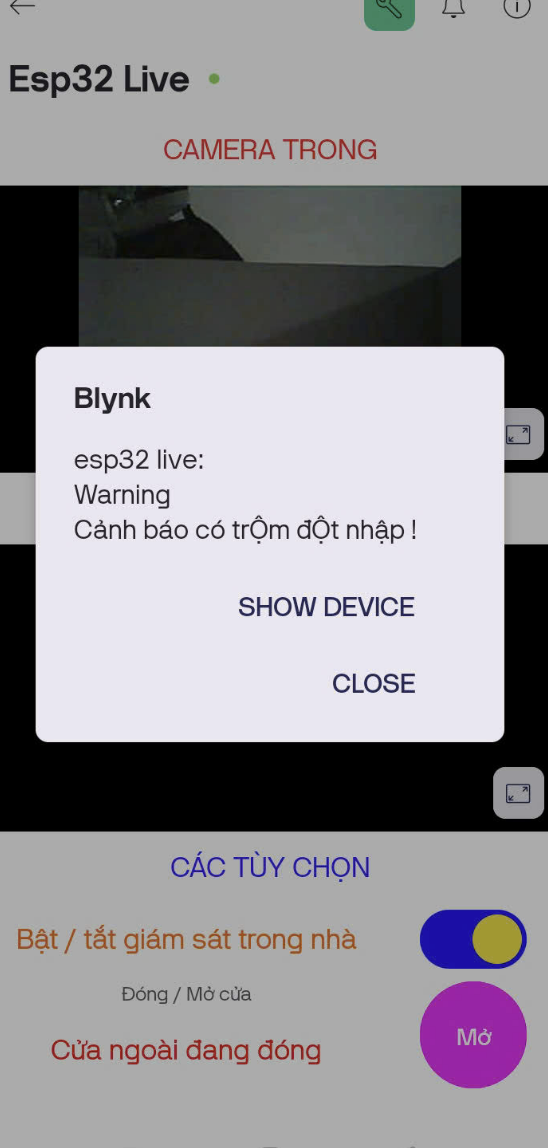 Esp32 Live
CAMERA TRONG
Blynk
esp32 live:
Warning
Cảnh báo có trỘm đỘt nhập !
SHOW DEVICE
CLOSE
CÁC TÙY CHỌN
Bật / tắt giám sát trong nhà
Đóng / Mở cửa
Cửa ngoài đang đóng
Mở